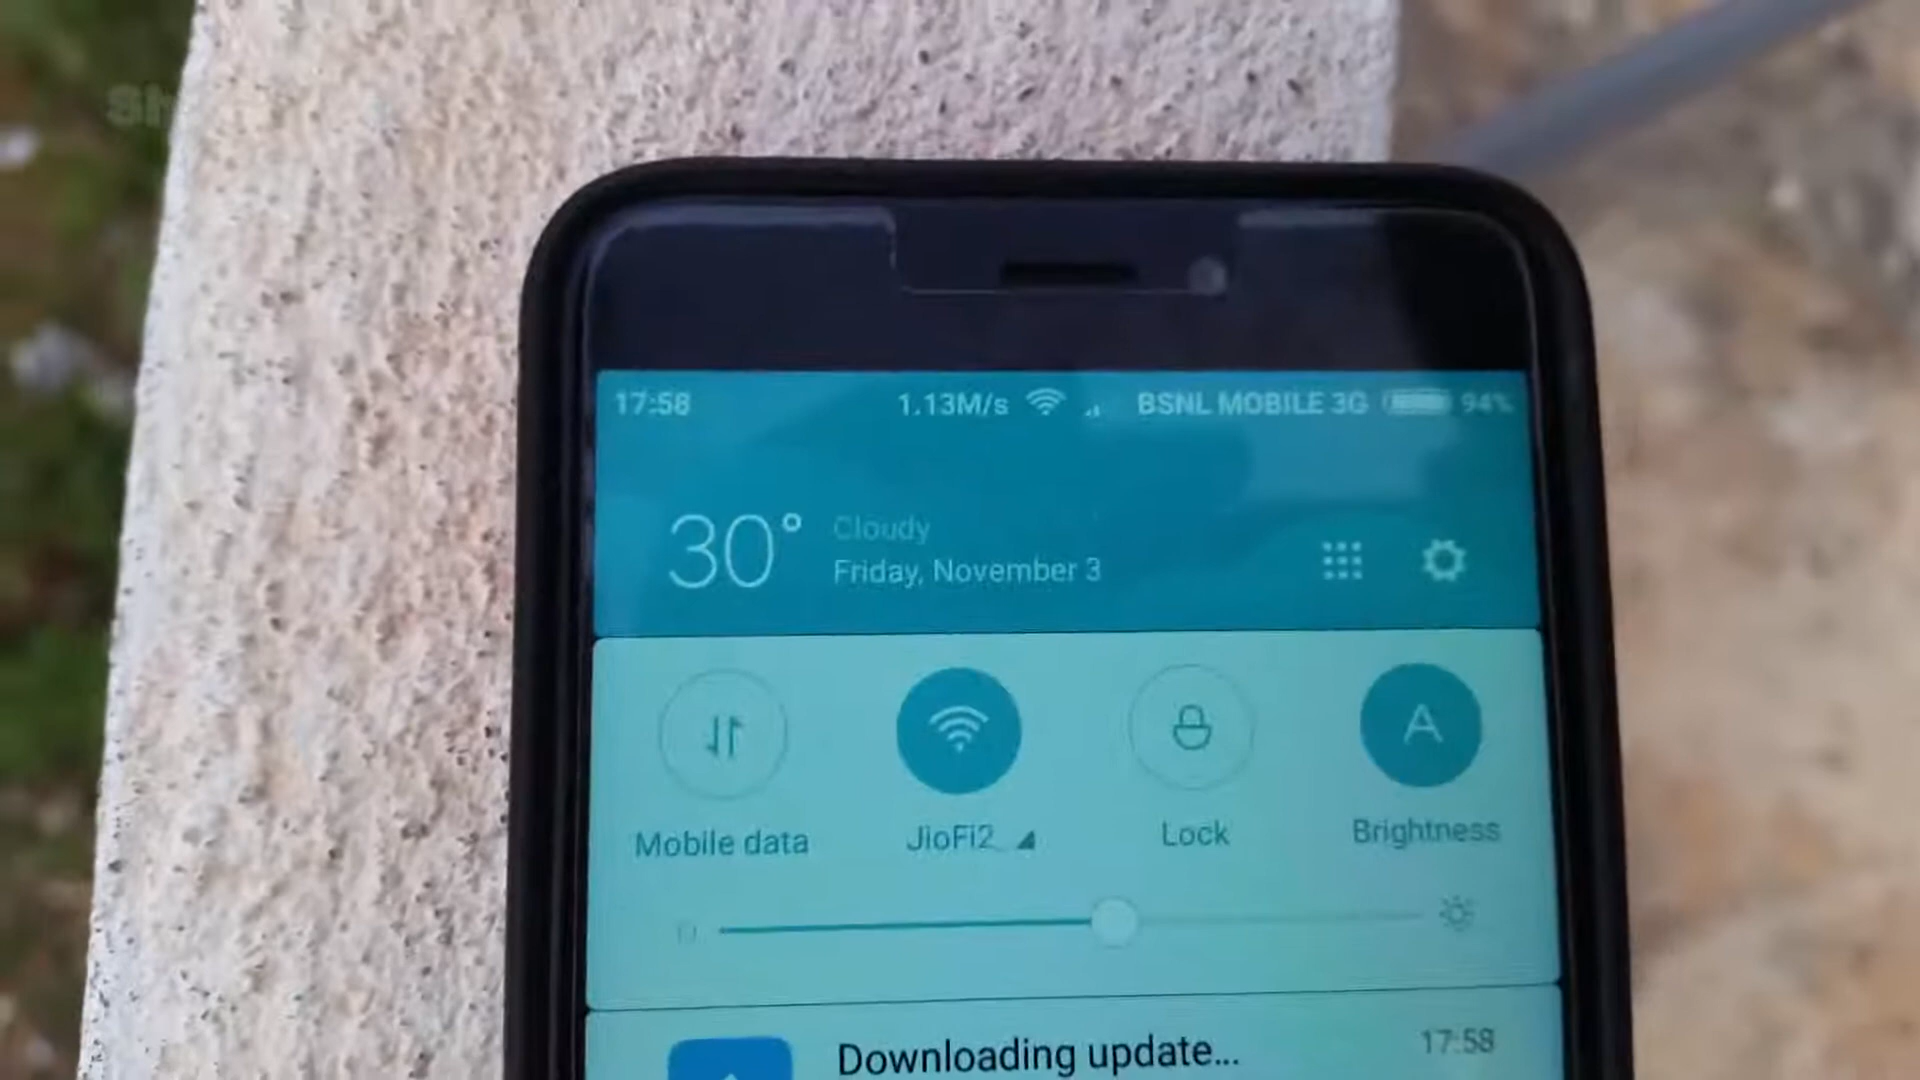 17:58 1.13M/s BSNL MOBILE 3G 94%
30° Cloudy
Friday, November 3
A
Mobile data JioFi2 Lock Brightness
Downloading update... 17:58